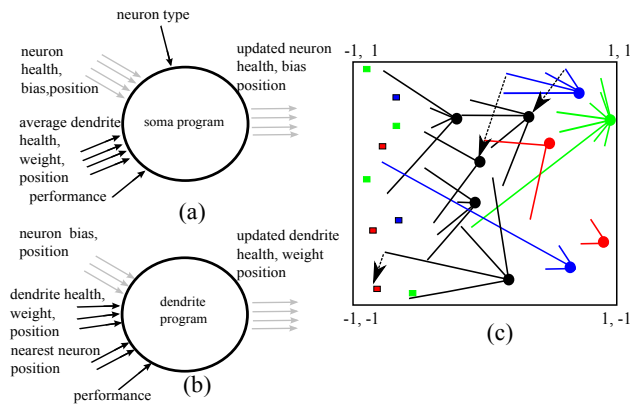 neuron type
(a)
neuron
health,
bias,position
updated neuron
health, bias
position
average dendrite
health,
weight,
position
soma program
performance
(a)
neuron bias,
position
updated dendrite
health, weight
position
dendrite health,
weight,
position
dendrite
program
nearest neuron
position
performance
(b)
-1, 1
1, 1
-1, -1
1, -1
(c)